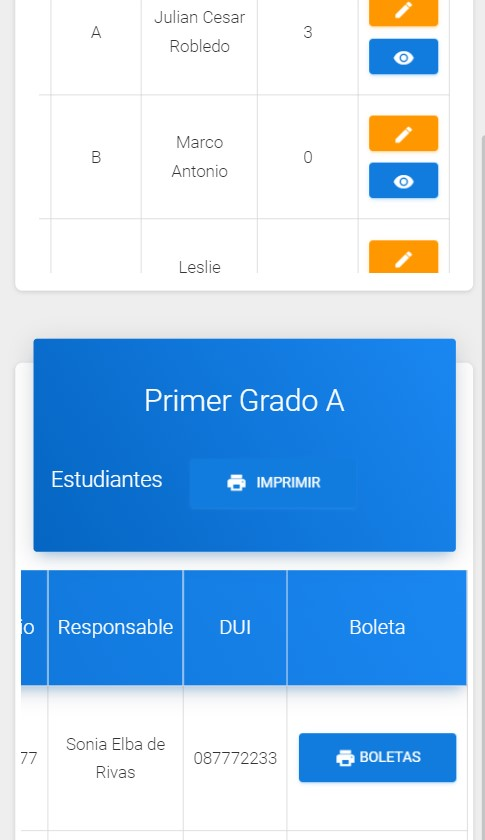 A
Julian Cesar
Robledo
3
B
Marco
Antonio
0
Leslie
Primer Grado A
Estudiantes
IMPRIMIR
io
Responsable
DUI
Boleta
77
Sonia Elba de
Rivas
087772233
BOLETAS